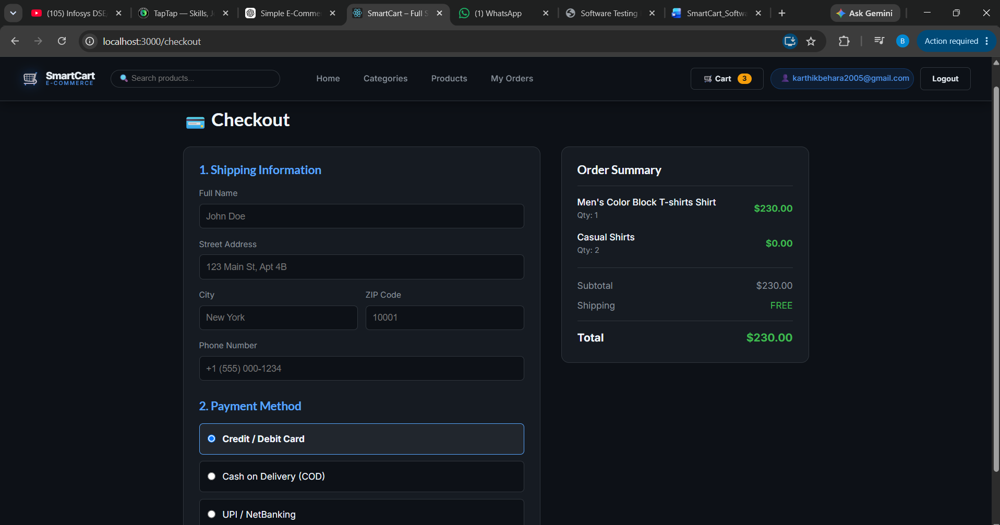 (105) Infosys DSE
TapTap — Skills, J
Simple E-Comme
SmartCart – Full S
(1) WhatsApp
Software Testing
SmartCart_Softwa
Ask Gemini
localhost:3000/checkout
B
Action required
SmartCart
E-COMMERCE
Search products...
Home
Categories
Products
My Orders
Cart 3
karthikbehara2005@gmail.com
Logout
Checkout
1. Shipping Information
Full Name
John Doe
Street Address
123 Main St, Apt 4B
City
ZIP Code
New York
10001
Phone Number
+1 (555) 000-1234
2. Payment Method
Credit / Debit Card
Cash on Delivery (COD)
UPI / NetBanking
Order Summary
Men's Color Block T-shirts Shirt
$230.00
Qty: 1
Casual Shirts
$0.00
Qty: 2
Subtotal
$230.00
Shipping
FREE
Total
$230.00